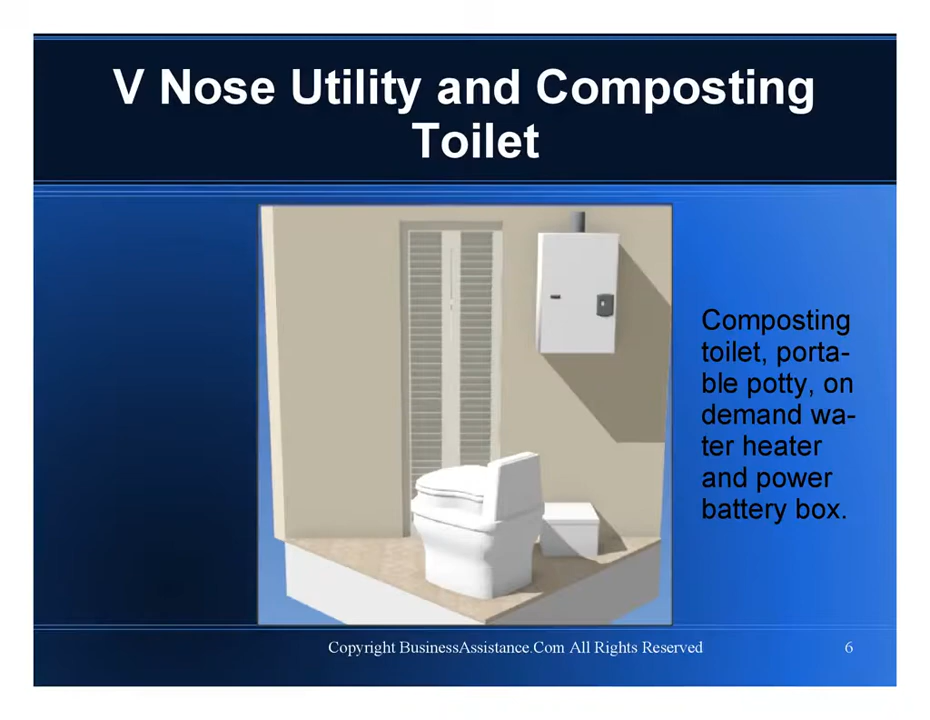 V Nose Utility and Composting
Toilet
Composting
toilet, porta-
ble potty, on
demand wa-
ter heater
and power
battery box.
Copyright BusinessAssistance.Com All Rights Reserved
6